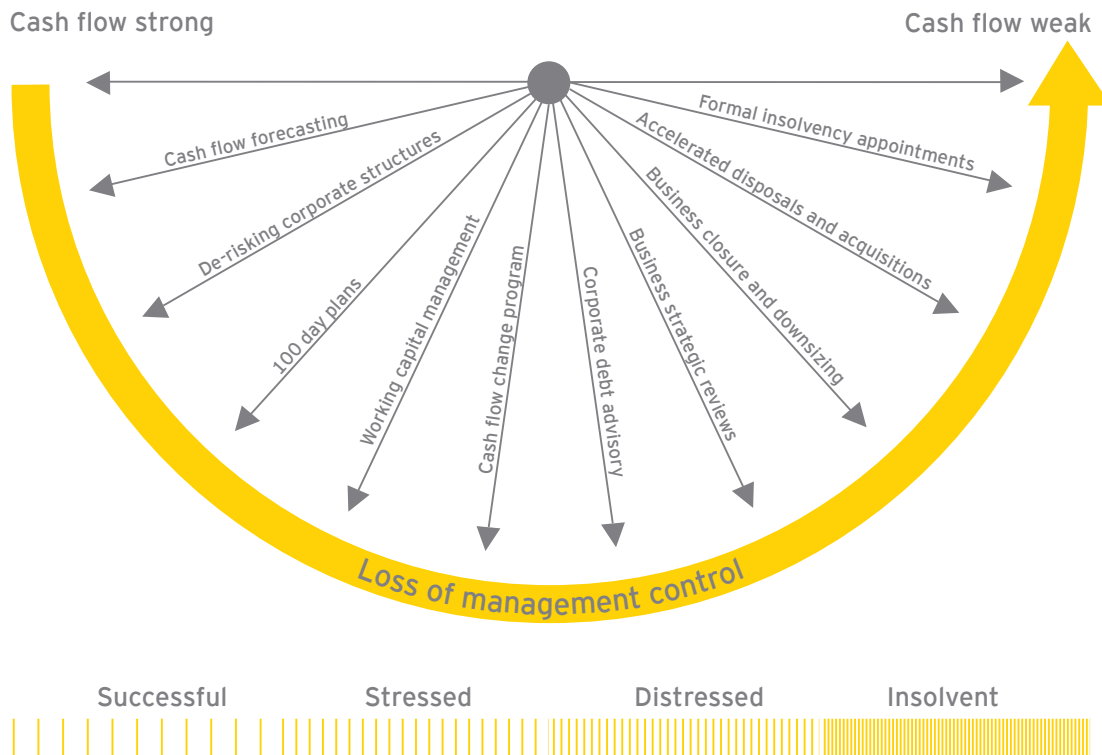 Cash flow strong
Cash flow weak
Cash flow forecasting
De-risking corporate structures
100 day plans
Working capital management
Cash flow change program
Corporate debt advisory
Business strategic reviews
Business closure and downsizing
Accelerated disposals and acquisitions
Formal insolvency appointments
Loss of management control
Successful
Stressed
Distressed
Insolvent